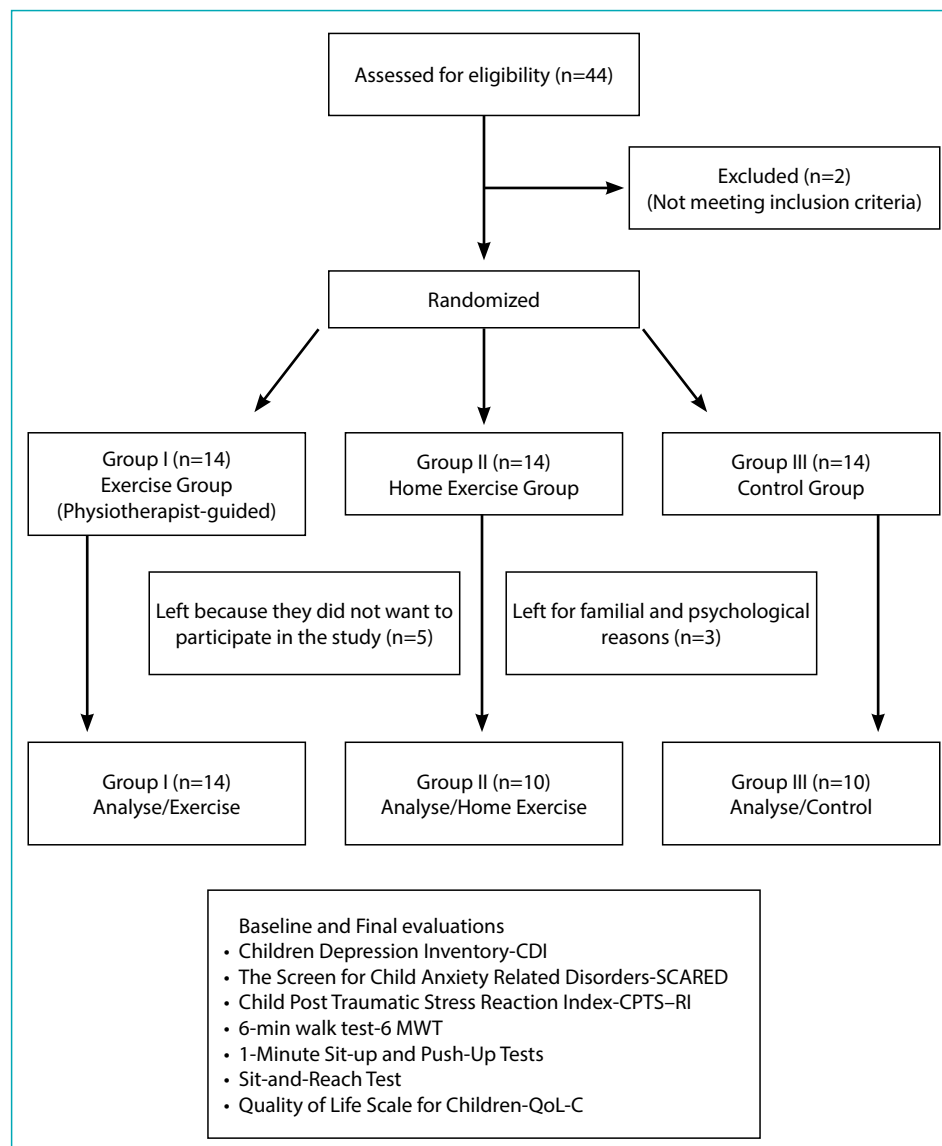 Assessed for eligibility (n=44)
Excluded (n=2)
(Not meeting inclusion criteria)
Randomized
Group I (n=14)
Exercise Group
(Physiotherapist-guided)
Group II (n=14)
Home Exercise Group
Group III (n=14)
Control Group
Left because they did not want to
participate in the study (n=5)
Left for familial and psychological
reasons (n=3)
Group I (n=14)
Analyse/Exercise
Group II (n=10)
Analyse/Home Exercise
Group III (n=10)
Analyse/Control
Baseline and Final evaluations
• Children Depression Inventory-CDI
• The Screen for Child Anxiety Related Disorders-SCARED
• Child Post Traumatic Stress Reaction Index-CPTS–RI
• 6-min walk test-6 MWT
• 1-Minute Sit-up and Push-Up Tests
• Sit-and-Reach Test
• Quality of Life Scale for Children-QoL-C